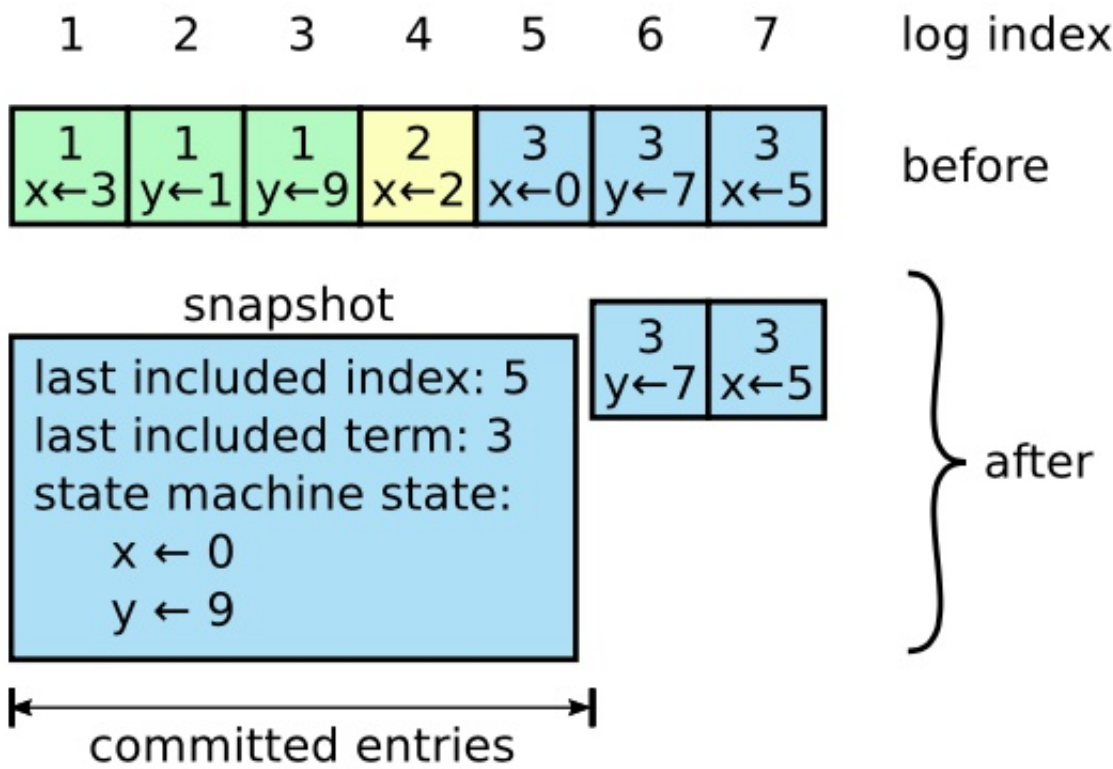 1 2 3 4 5 6 7 log index
1 1 1 2 3 3 3
x←3 y←1 y←9 x←2 x←0 y←7 x←5
before
snapshot
3 3
y←7 x←5
last included index: 5
last included term: 3
state machine state:
x ← 0
y ← 9
after
committed entries